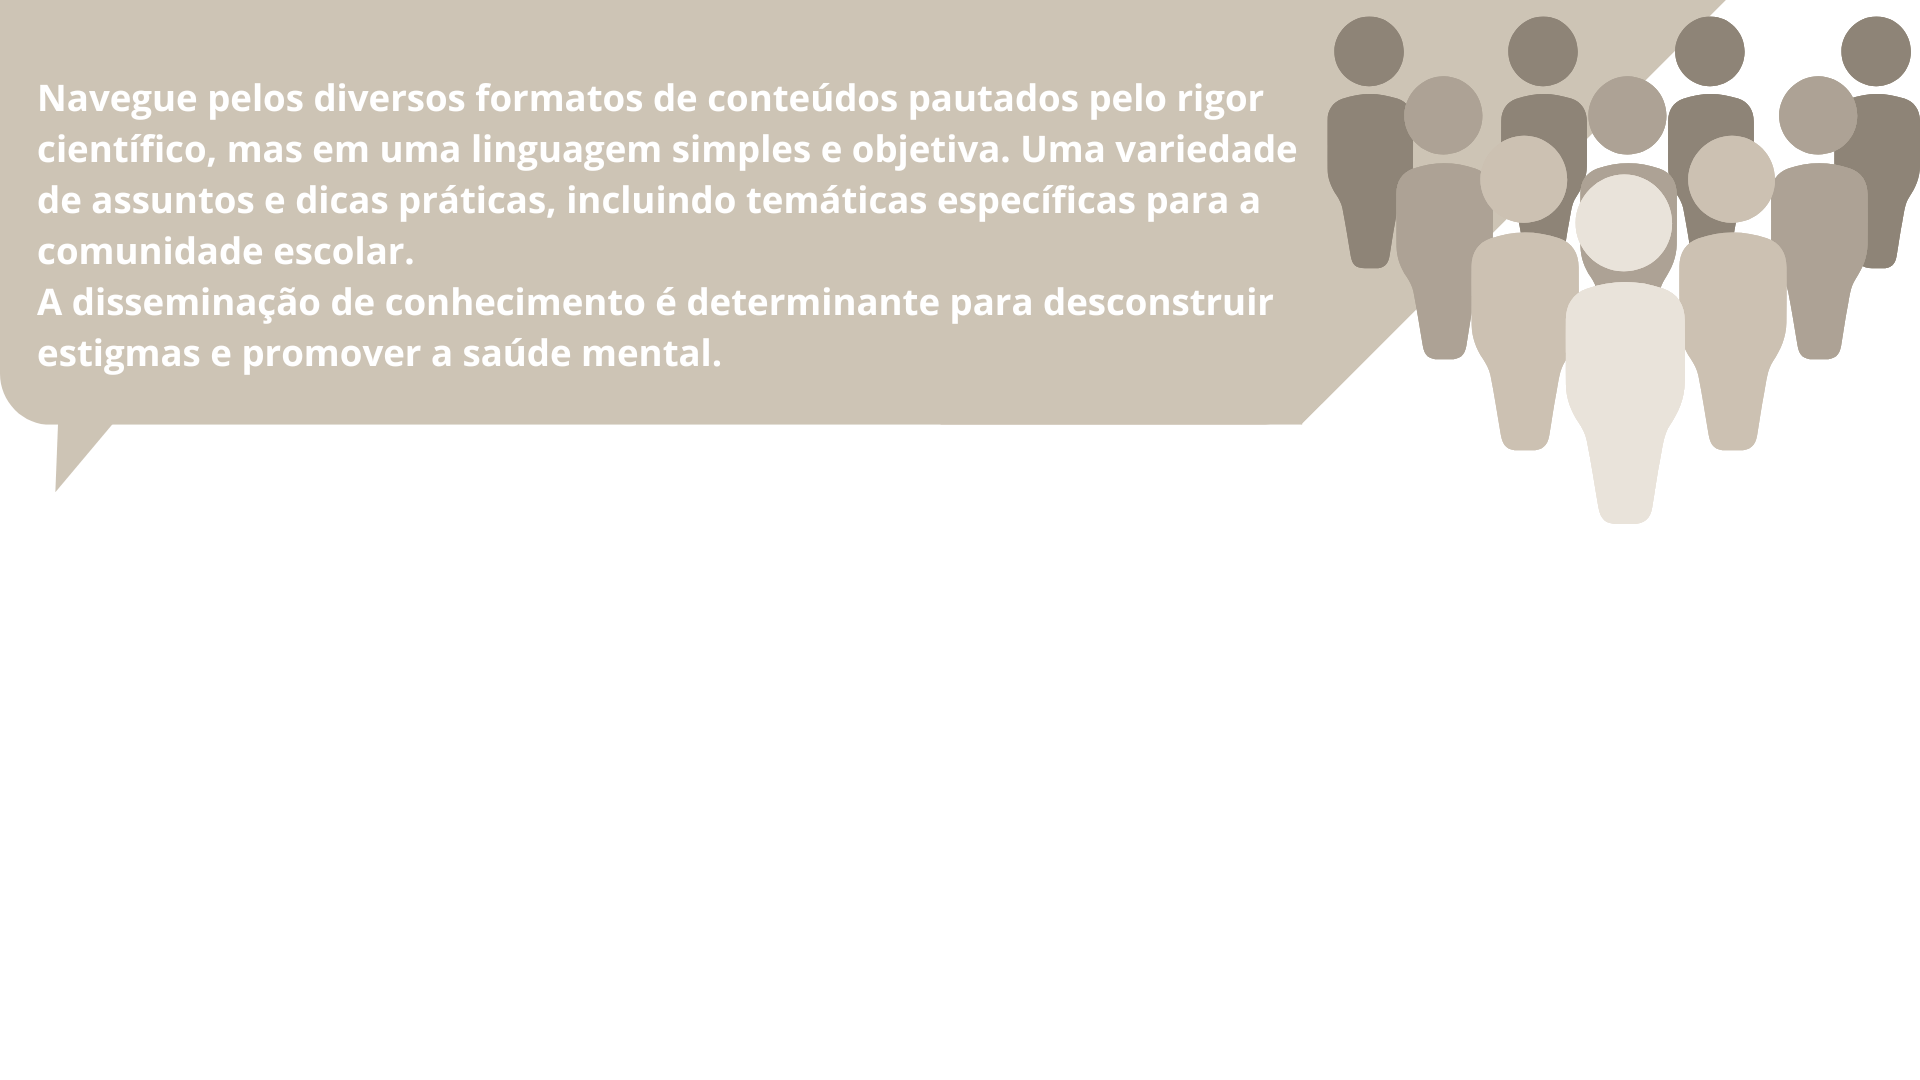 Navegue pelos diversos formatos de conteúdos pautados pelo rigor
científico, mas em uma linguagem simples e objetiva. Uma variedade
de assuntos e dicas práticas, incluindo temáticas específicas para a
comunidade escolar.
A disseminação de conhecimento é determinante para desconstruir
estigmas e promover a saúde mental.